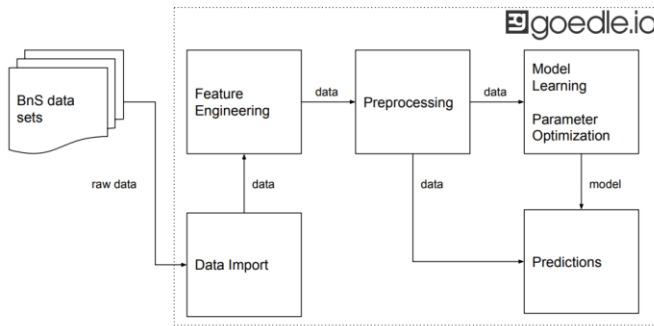 goedle.io
BnS data
sets
Feature
Engineering
data
Preprocessing
data
Model
Learning
Parameter
Optimization
raw data
data
data
model
Data Import
Predictions